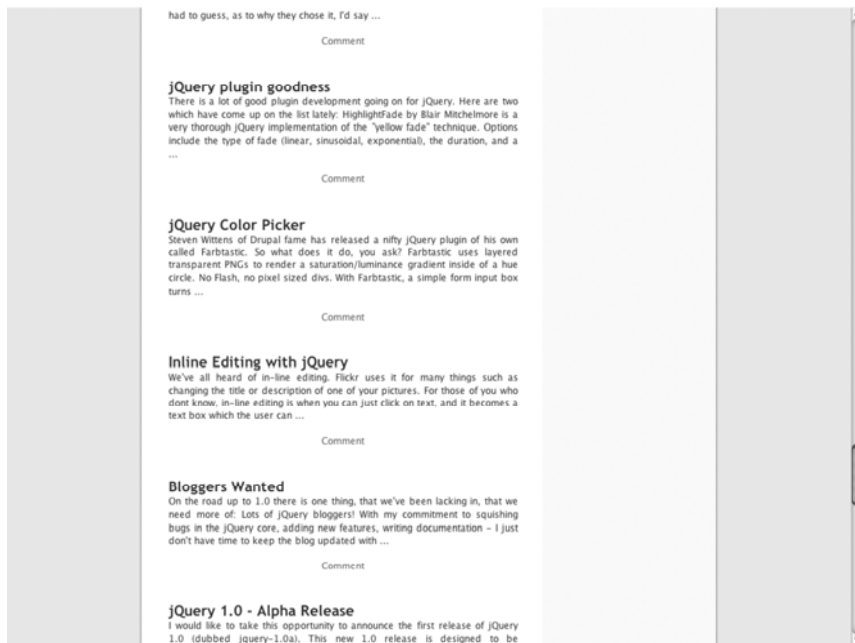 had to guess, as to why they chose it, I'd say ...
Comment
jQuery plugin goodness
There is a lot of good plugin development going on for jQuery. Here are two
which have come up on the list lately: HighlightFade by Blair Mitchelmore is a
very thorough jQuery implementation of the "yellow fade" technique. Options
include the type of fade (linear, sinusoidal, exponential), the duration, and a
...
Comment
jQuery Color Picker
Steven Wittens of Drupal fame has released a nifty jQuery plugin of his own
called Farbtastic. So what does it do, you ask? Farbtastic uses layered
transparent PNGs to render a saturation/luminance gradient inside of a hue
circle. No Flash, no pixel sized divs. With Farbtastic, a simple form input box
turns ...
Comment
Inline Editing with jQuery
We've all heard of in-line editing. Flickr uses it for many things such as
changing the title or description of one of your pictures. For those of you who
dont know, in-line editing is when you can just click on text, and it becomes a
text box which the user can ...
Comment
Bloggers Wanted
On the road up to 1.0 there is one thing, that we've been lacking in, that we
need more of: Lots of jQuery bloggers! With my commitment to squishing
bugs in the jQuery core, adding new features, writing documentation – I just
don't have time to keep the blog updated with ...
Comment
jQuery 1.0 - Alpha Release
I would like to take this opportunity to announce the first release of jQuery
1.0 (dubbed jquery-1.0a). This new 1.0 release is designed to be